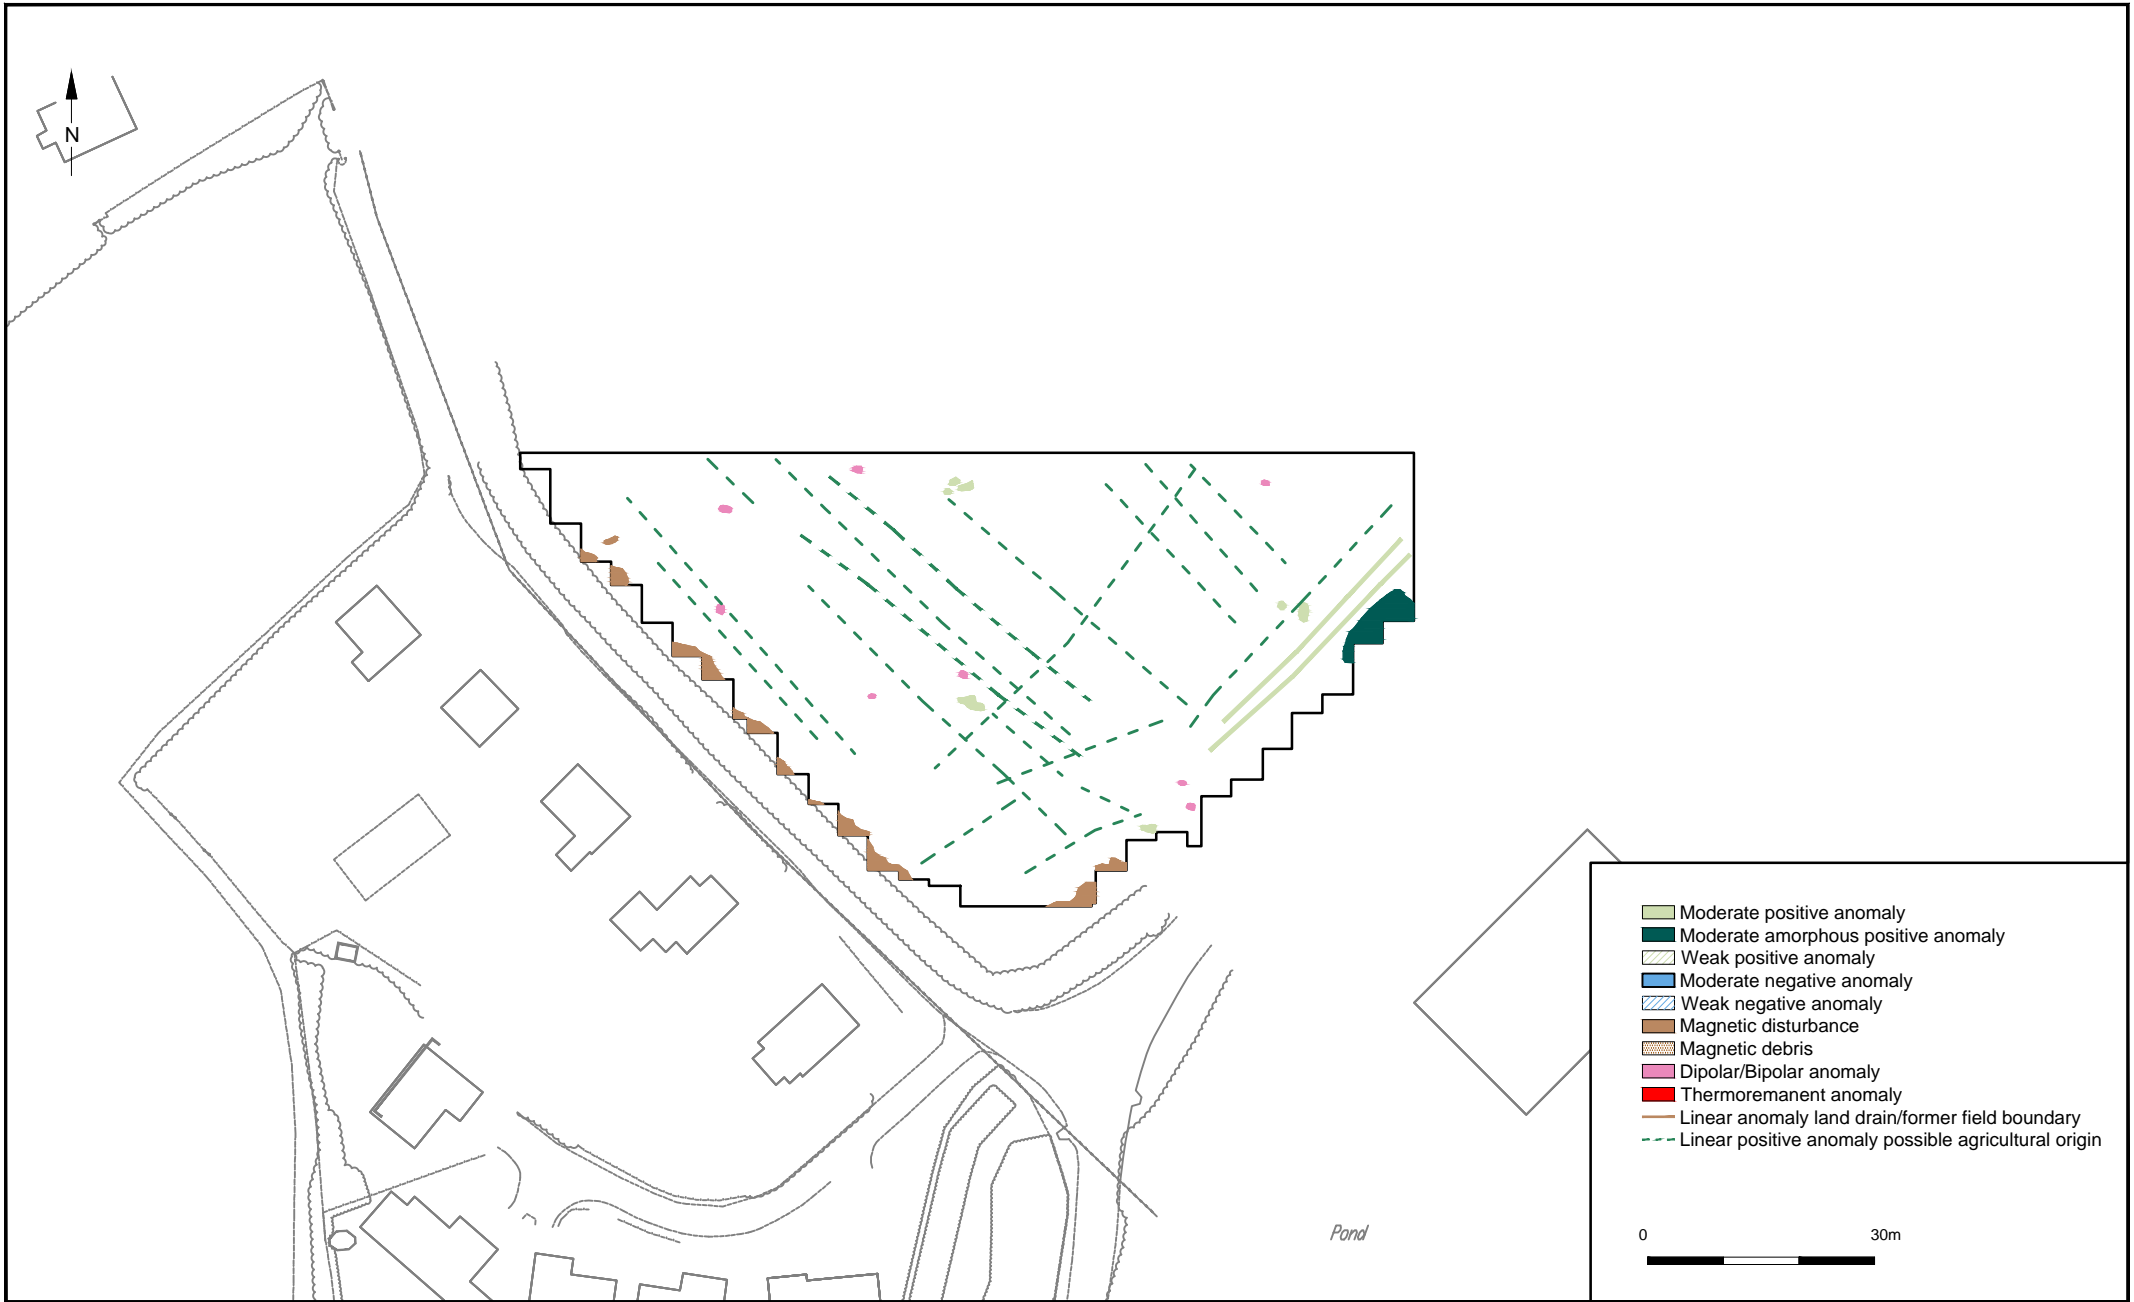 N
Moderate positive anomaly
Moderate amorphous positive anomaly
Weak positive anomaly
Moderate negative anomaly
Weak negative anomaly
Magnetic disturbance
Magnetic debris
Dipolar/Bipolar anomaly
Thermoremanent anomaly
Linear anomaly land drain/former field boundary
Linear positive anomaly possible agricultural origin
Pond
0 30m